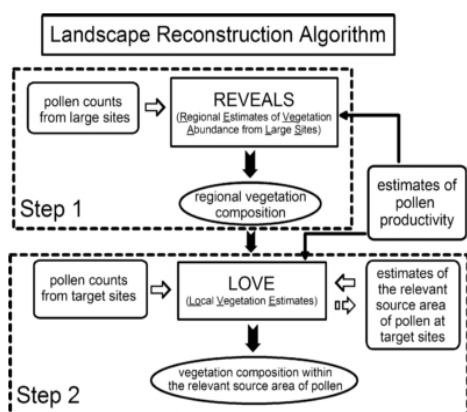 Landscape Reconstruction Algorithm
pollen counts
from large sites
REVEALS
(Regional Estimates of Vegetation
Abundance from Large Sites)
regional vegetation
composition
Step 1
estimates of
pollen
productivity
pollen counts
from target sites
LOVE
(Local Vegetation Estimates)
estimates of
the relevant
source area
of pollen at
target sites
vegetation composition within
the relevant source area of pollen
Step 2